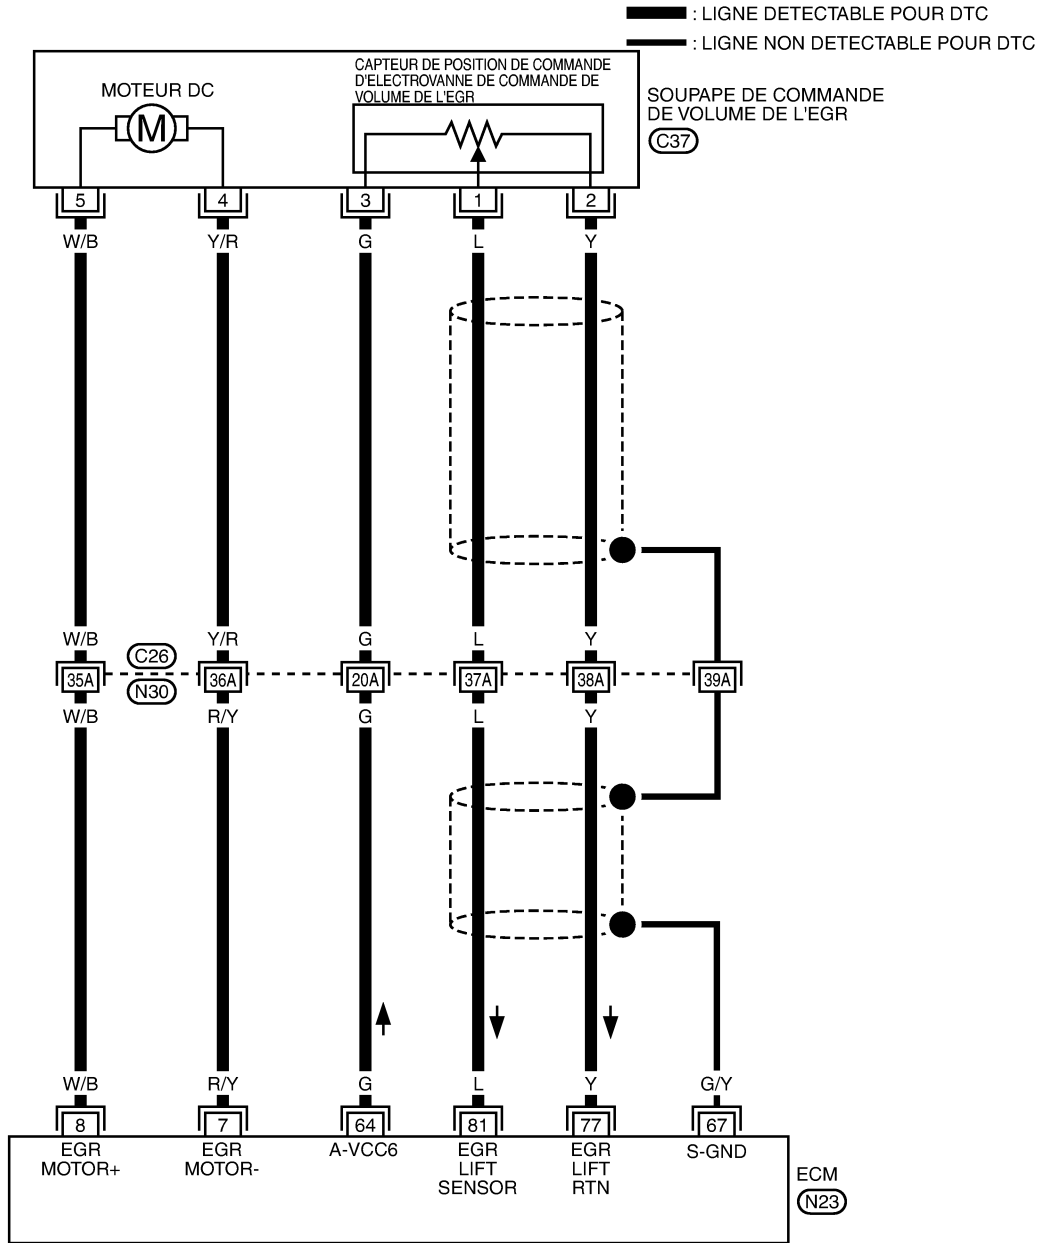 : LIGNE DETECTABLE POUR DTC
: LIGNE NON DETECTABLE POUR DTC
CAPTEUR DE POSITION DE COMMANDE
D'ELECTROVANNE DE COMMANDE DE
VOLUME DE L'EGR
MOTEUR DC
M
SOUPAPE DE COMMANDE
DE VOLUME DE L'EGR
C37
5 4 3 1 2
W/B Y/R G L Y
W/B Y/R G L Y
C26
35A 36A 20A 37A 38A 39A
N30
W/B R/Y G L Y
W/B R/Y G L Y G/Y
8 7 64 81 77 67
EGR
MOTOR+
EGR
MOTOR-
A-VCC6
EGR
LIFT
SENSOR
EGR
LIFT
RTN
S-GND
ECM
N23